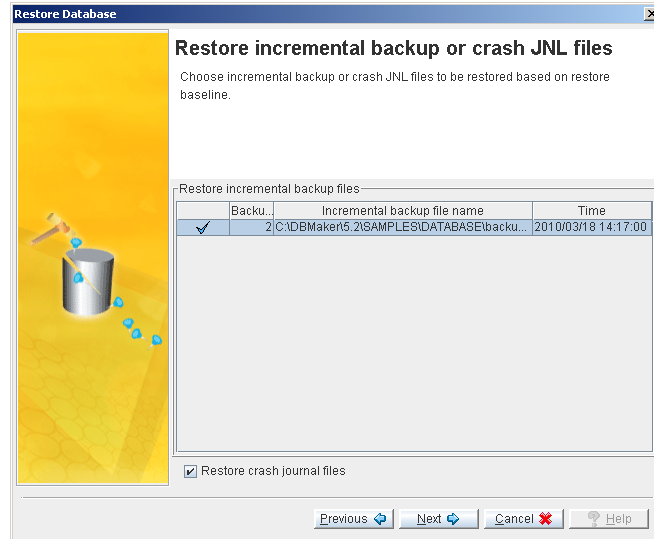 Restore Database
Restore incremental backup or crash JNL files
Choose incremental backup or crash JNL files to be restored based on restore
baseline.
Restore incremental backup files
Backu... Incremental backup file name Time
2 C:\DBMaker\5.2\SAMPLES\DATABASE\backu... 2010/03/18 14:17:00
Restore crash journal files
Previous Next Cancel Help